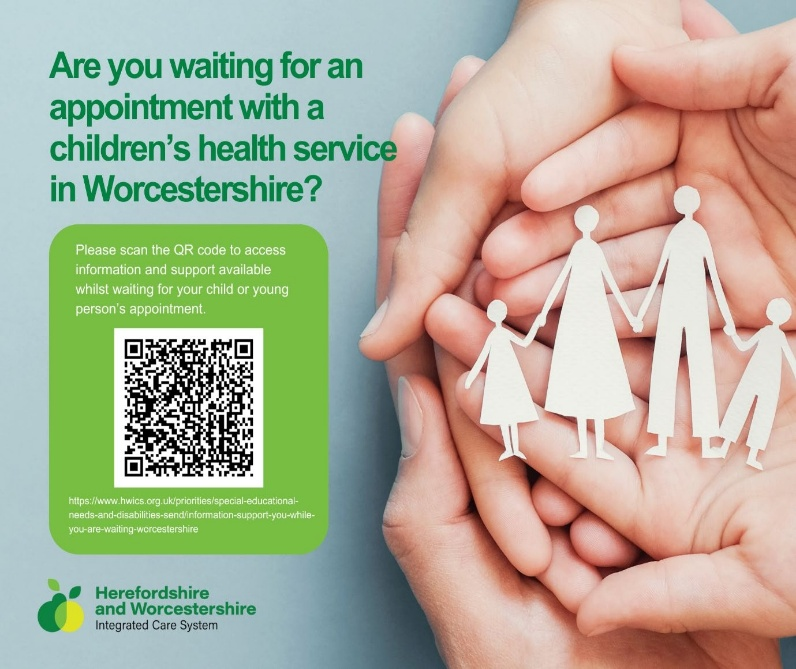 Are you waiting for an
appointment with a
children's health service
in Worcestershire?
Please scan the QR code to access
information and support available
whilst waiting for your child or young
person's appointment.
https://www.hwics.org.uk/priorities/special-educational-
needs-and-disabilities-send/information-support-you-while-
you-are-waiting-worcestershire
Herefordshire
and Worcestershire
Integrated Care System